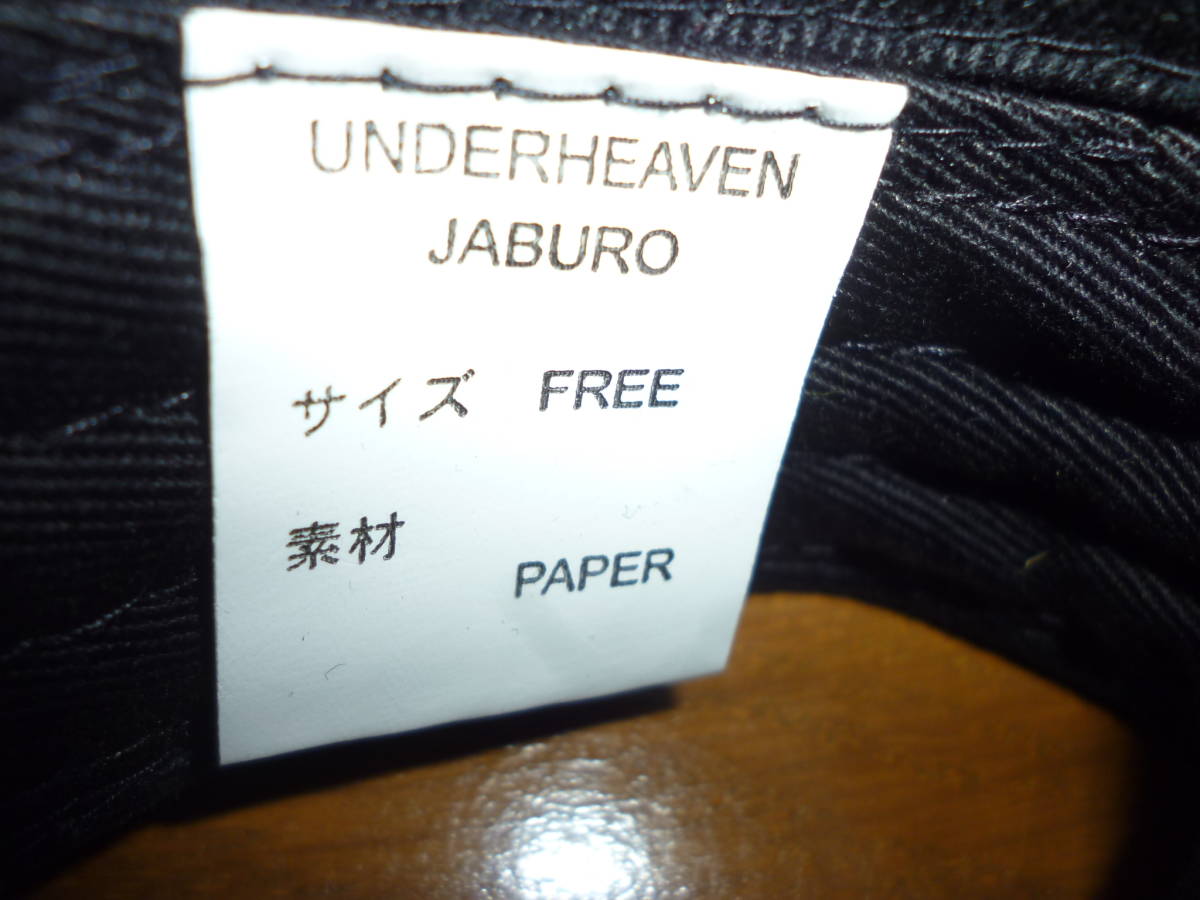 UNDERHEAVEN
JABURO
サイズ FREE
素材 PAPER